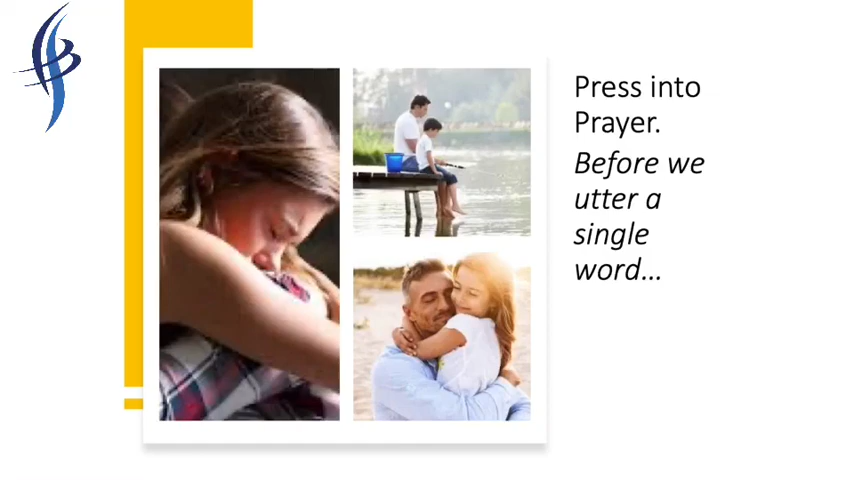 Press into
Prayer.
Before we
utter a
single
word…